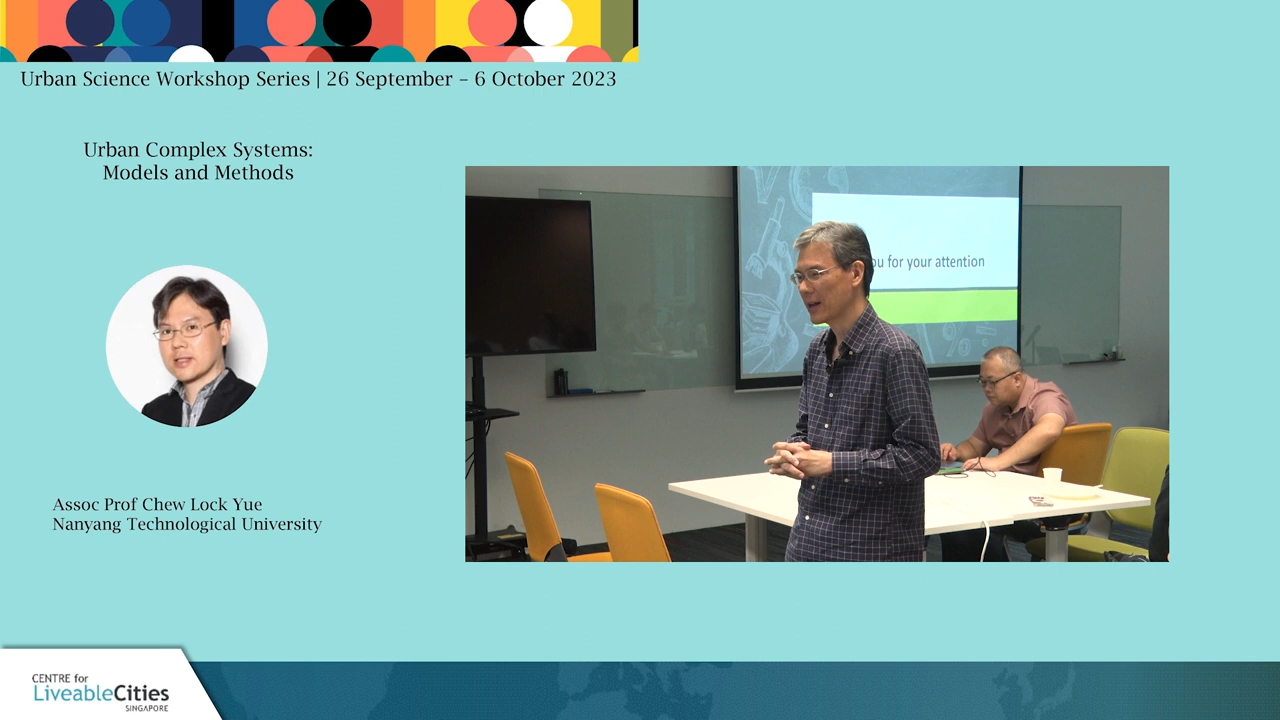 Urban Science Workshop Series | 26 September – 6 October 2023
Urban Complex Systems:
Models and Methods
for your attention
Assoc Prof Chew Lock Yue
Nanyang Technological University
CENTRE for
LiveableCities
SINGAPORE